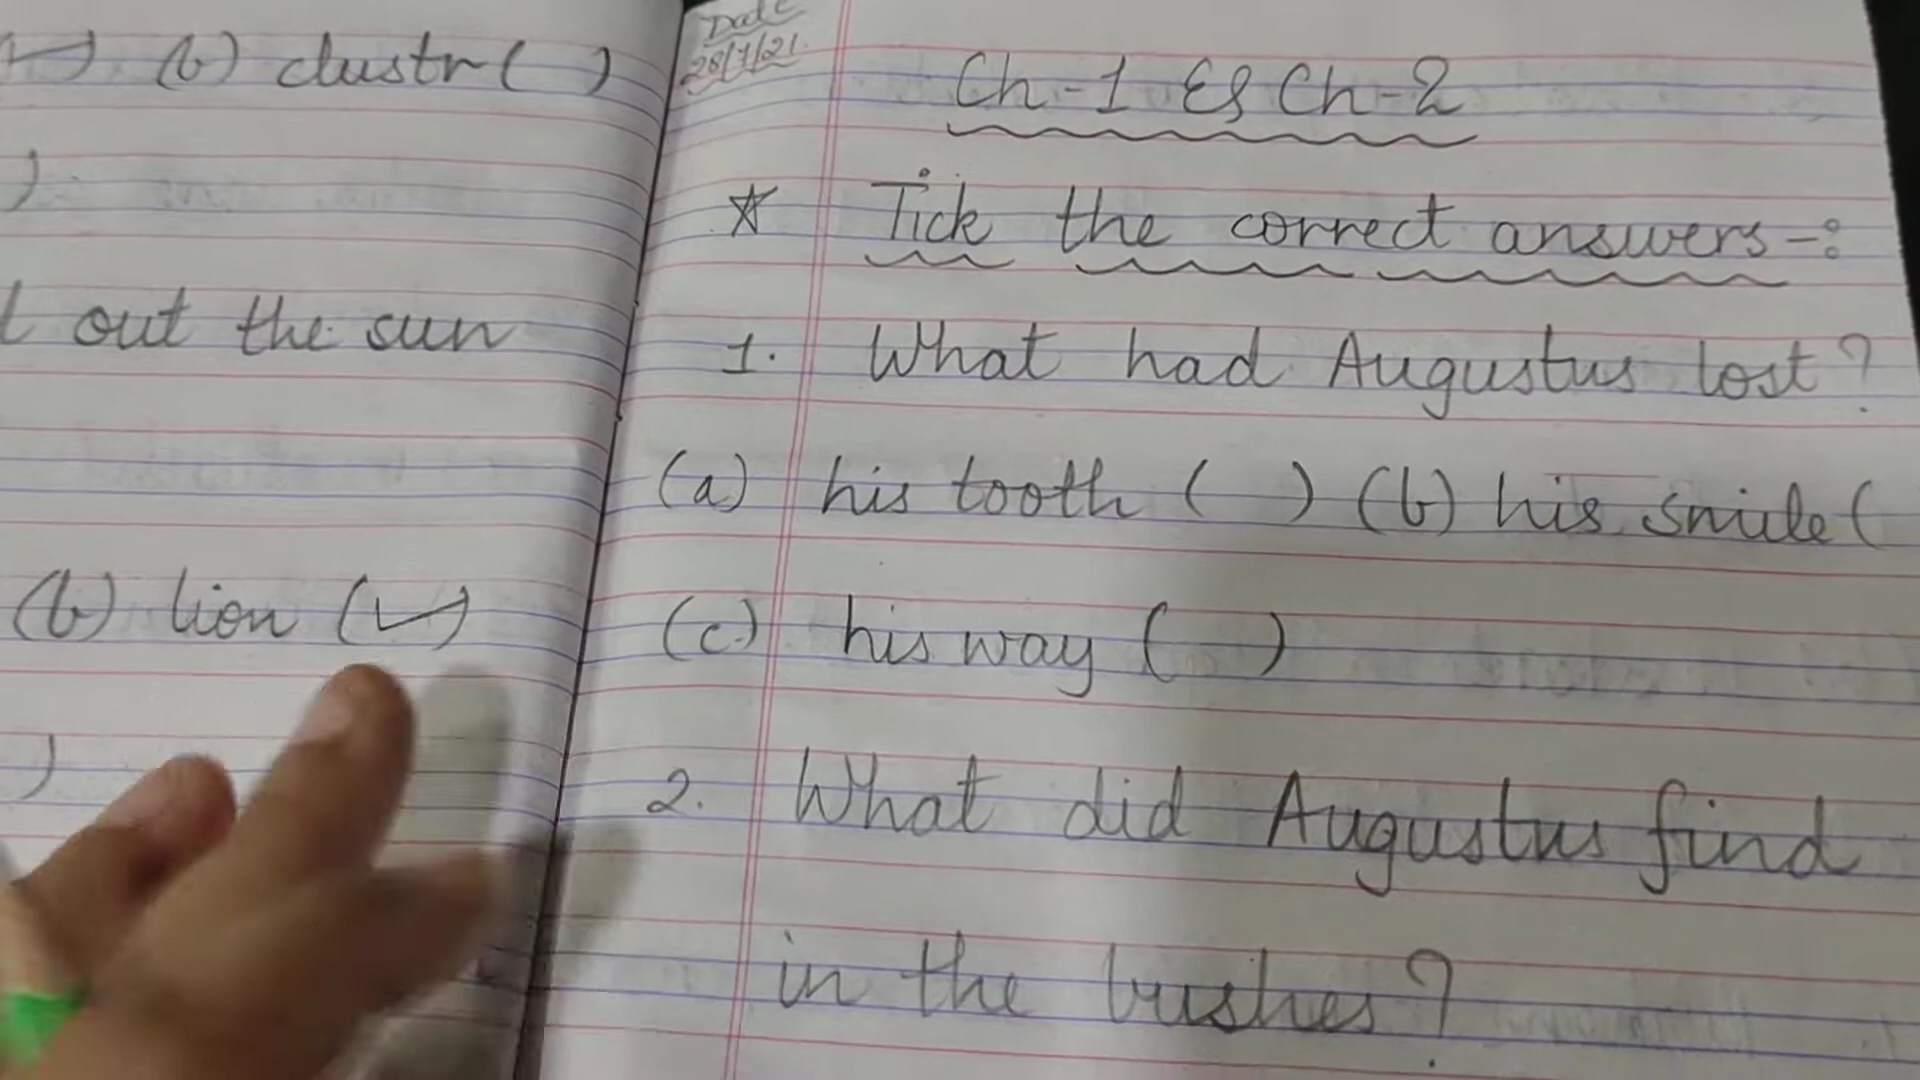 (b) clustr ( )
)
out the sun
(b) lion (✓)
)
Date
28/7/21.
Ch-1 & Ch-2
☆ Tick the correct answers-:
1. What had Augustus lost?
(a) his tooth ( ) (b) his smile (
(c) his way ( )
2. What did Augustus find
in the bushes?